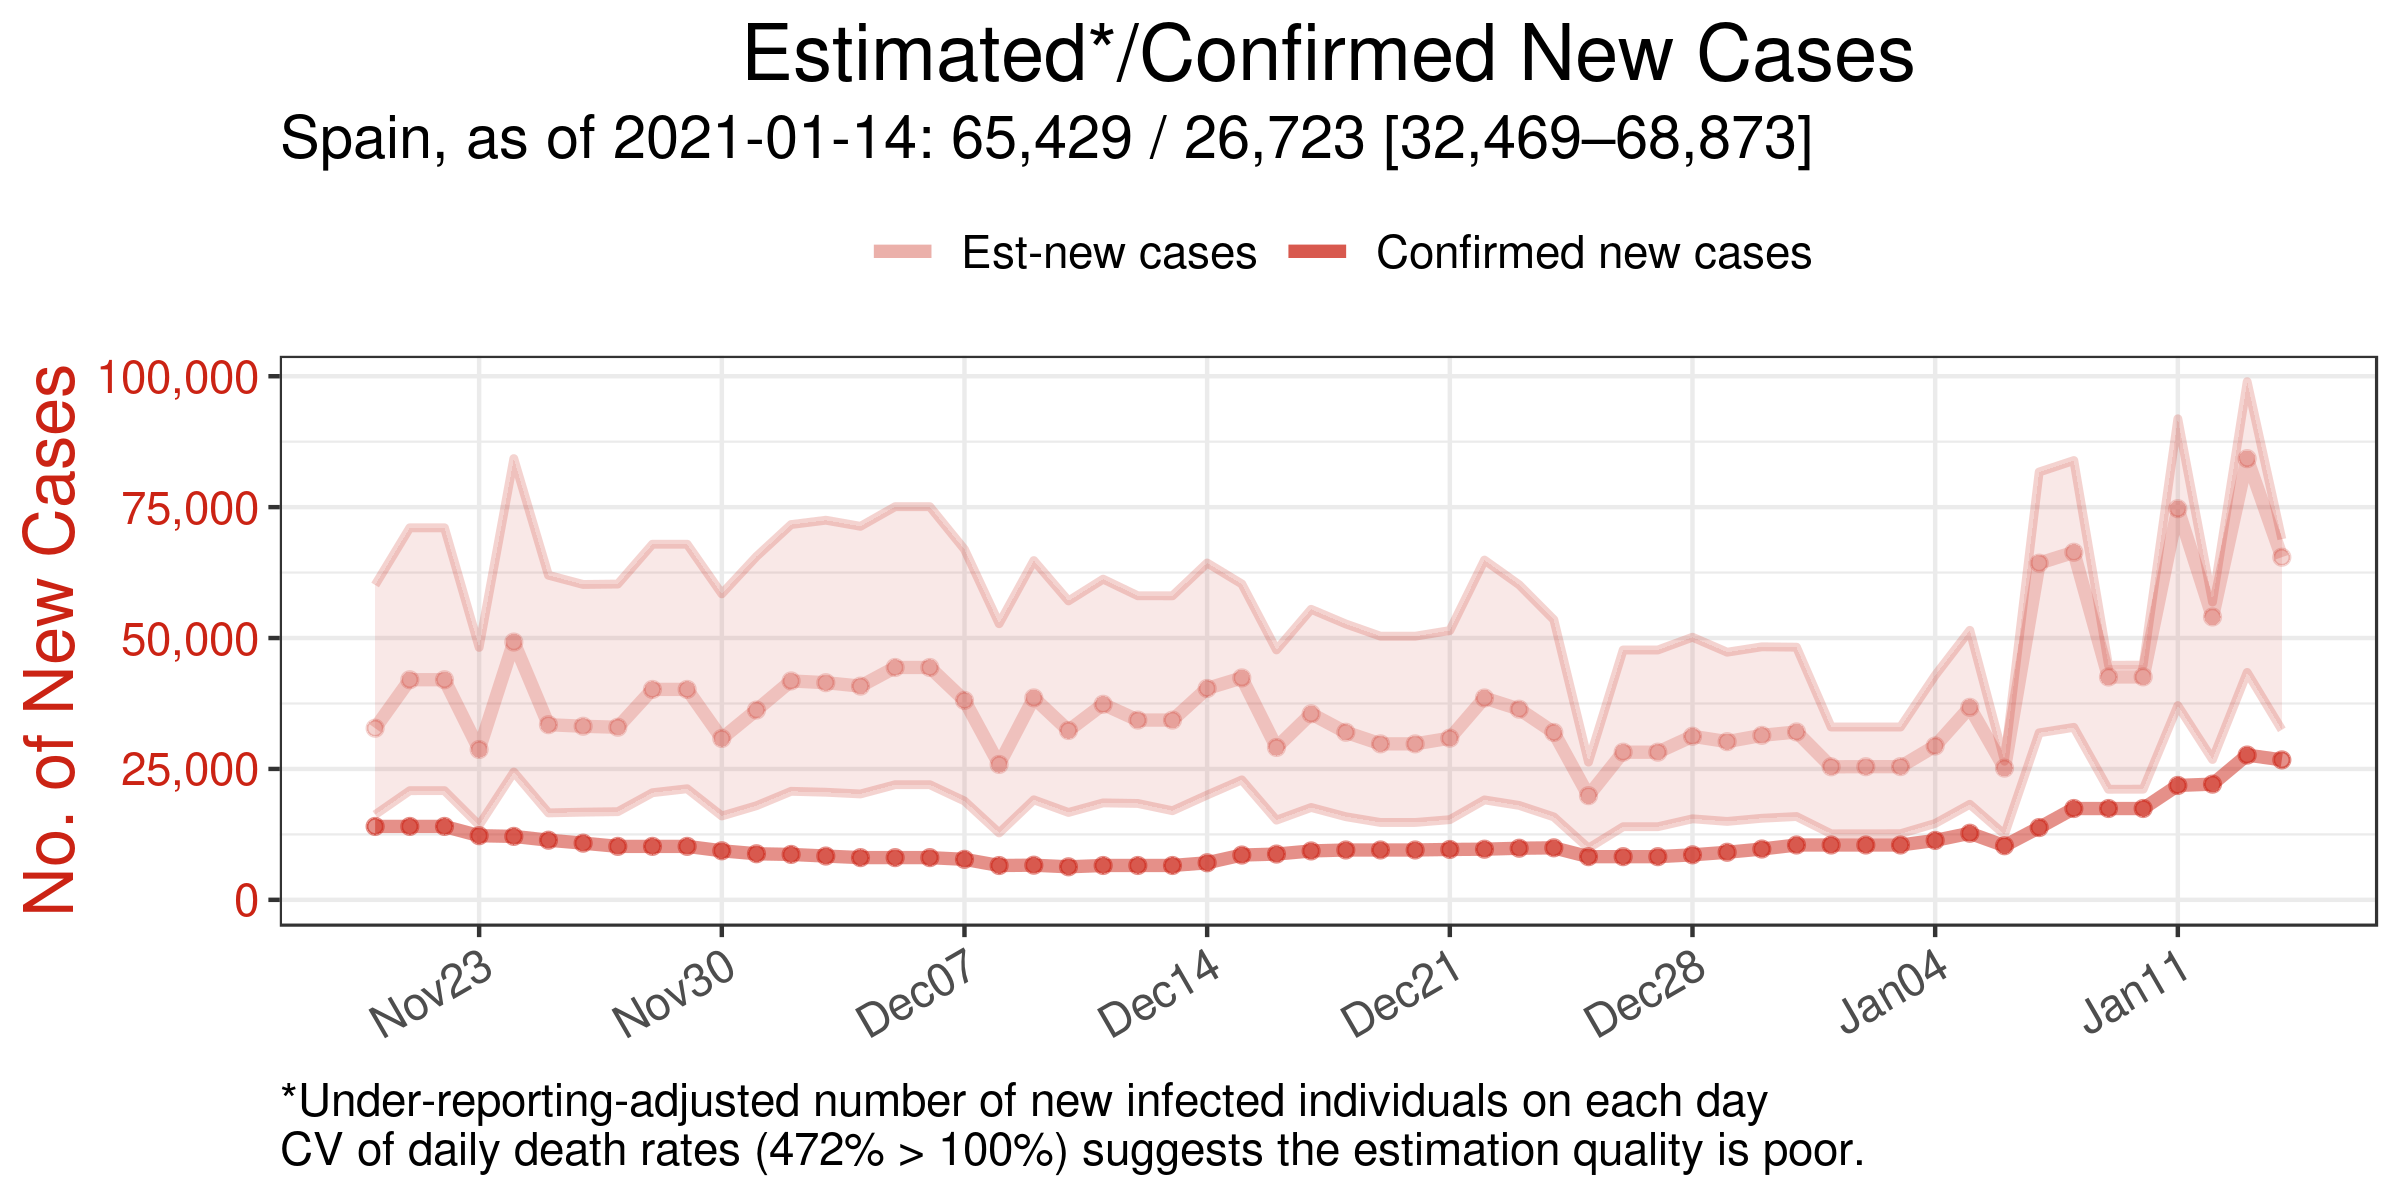 Estimated*/Confirmed New Cases
Spain, as of 2021-01-14: 65,429 / 26,723 [32,469–68,873]
Est-new cases Confirmed new cases
No. of New Cases
100,000
75,000
50,000
25,000
0
Nov23 Nov30 Dec07 Dec14 Dec21 Dec28 Jan04 Jan11
*Under-reporting-adjusted number of new infected individuals on each day
CV of daily death rates (472% > 100%) suggests the estimation quality is poor.